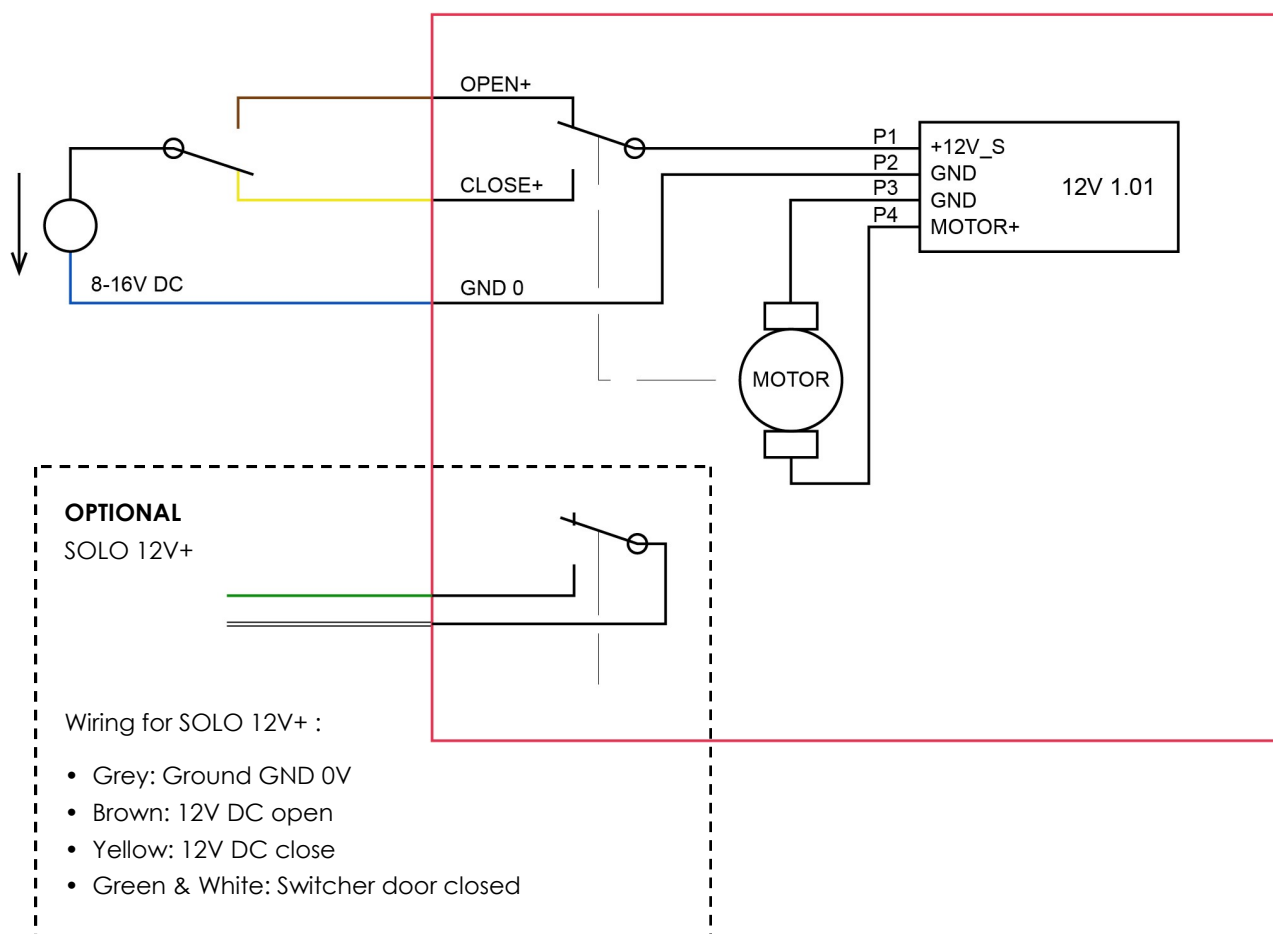 OPEN+
CLOSE+
8-16V DC
GND 0
P1
P2
P3
P4
+12V_S
GND
GND
MOTOR+
12V 1.01
MOTOR
OPTIONAL
SOLO 12V+
Wiring for SOLO 12V+ :
• Grey: Ground GND 0V
• Brown: 12V DC open
• Yellow: 12V DC close
• Green & White: Switcher door closed